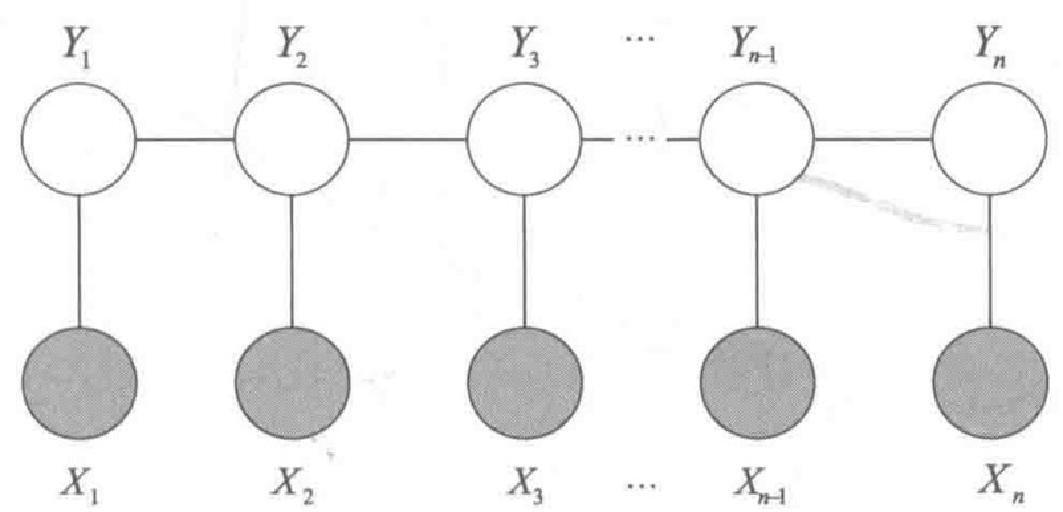 Y₁ Y₂ Y₃ ... Yₙ₋₁ Yₙ
...
X₁ X₂ X₃ ... Xₙ₋₁ Xₙ